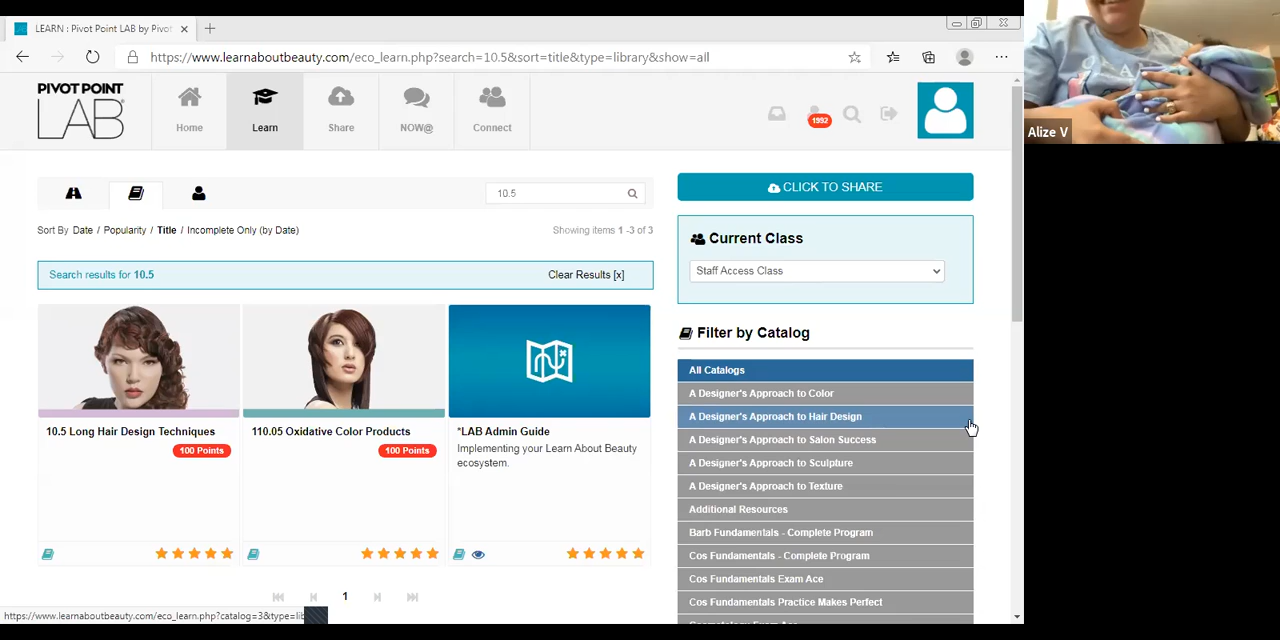 LEARN : Pivot Point LAB by Pivot
https://www.learnaboutbeauty.com/eco_learn.php?search=10.5&sort=title&type=library&show=all
PIVOT POINT
LAB
Home
Learn
Share
NOW@
Connect
1992
Alize V
10.5
CLICK TO SHARE
Sort By Date / Popularity / Title / Incomplete Only (by Date)
Showing items 1 -3 of 3
Current Class
Search results for 10.5
Clear Results [x]
Staff Access Class
Filter by Catalog
All Catalogs
A Designer's Approach to Color
A Designer's Approach to Hair Design
A Designer's Approach to Salon Success
A Designer's Approach to Sculpture
A Designer's Approach to Texture
Additional Resources
Barb Fundamentals - Complete Program
Cos Fundamentals - Complete Program
Cos Fundamentals Exam Ace
Cos Fundamentals Practice Makes Perfect
10.5 Long Hair Design Techniques
100 Points
110.05 Oxidative Color Products
100 Points
*LAB Admin Guide
Implementing your Learn About Beauty
ecosystem.
1
https://www.learnaboutbeauty.com/eco_learn.php?catalog=3&type=lib